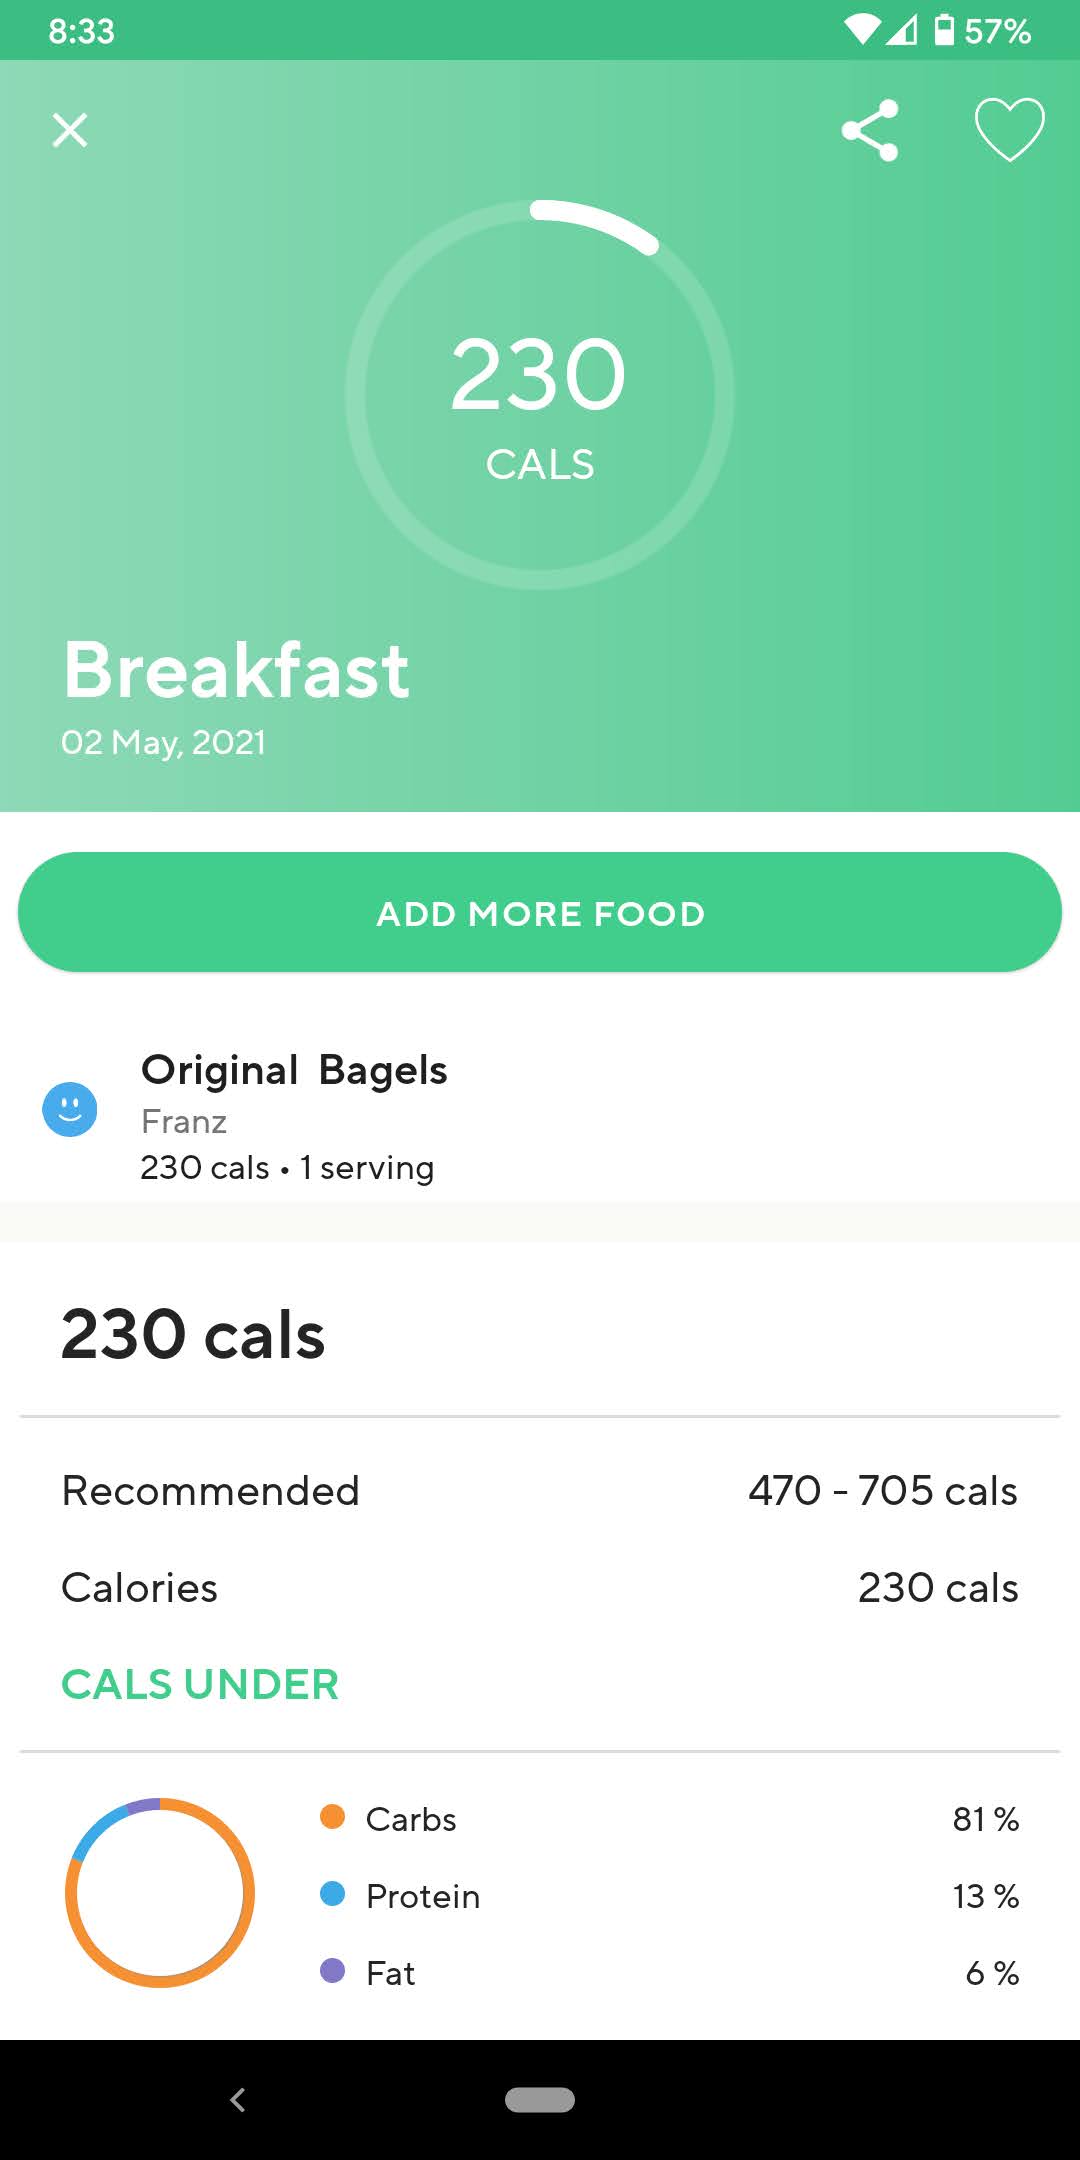 8:33
57%
230
CALS
Breakfast
02 May, 2021
ADD MORE FOOD
Original Bagels
Franz
230 cals • 1 serving
230 cals
Recommended 470 - 705 cals
Calories 230 cals
CALS UNDER
Carbs 81 %
Protein 13 %
Fat 6 %